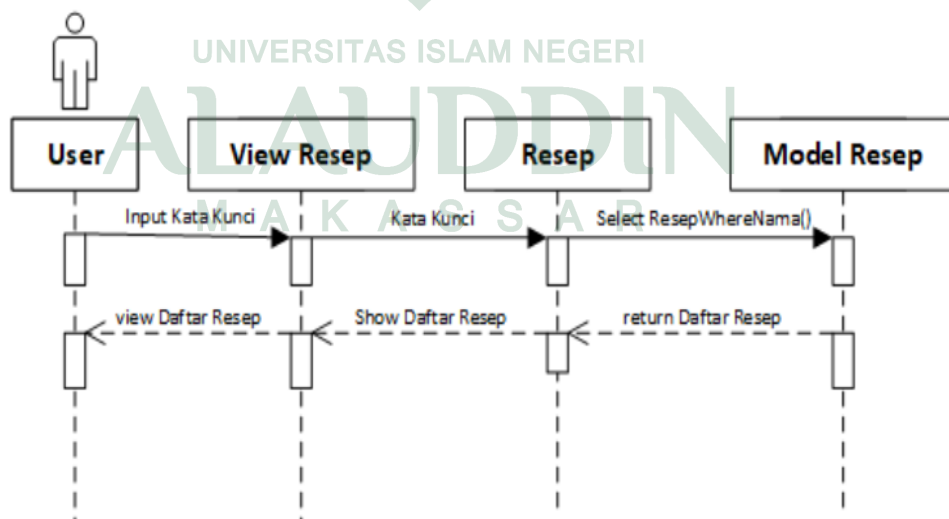 UNIVERSITAS ISLAM NEGERI
ALAUDDIN
MAKASSAR
User
View Resep
Resep
Model Resep
Input Kata Kunci
Kata Kunci
Select ResepWhereNama()
view Daftar Resep
Show Daftar Resep
return Daftar Resep